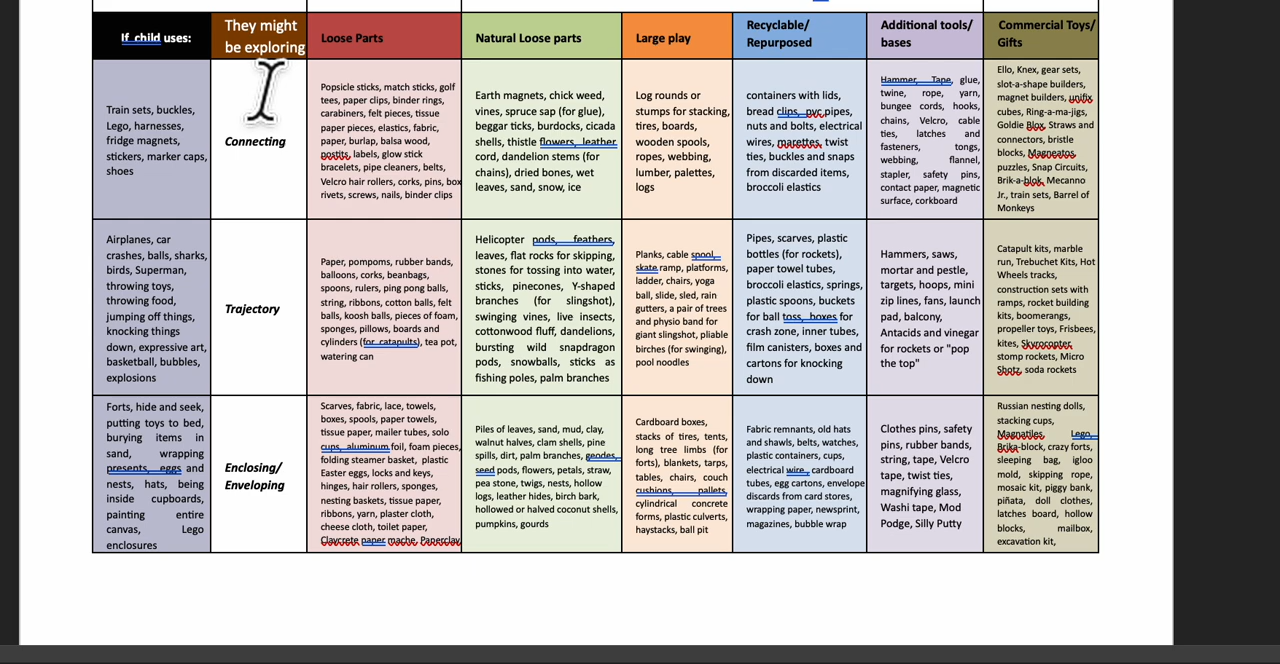 If child uses:
They might
be exploring
Loose Parts
Natural Loose parts
Large play
Recyclable/
Repurposed
Additional tools/
bases
Commercial Toys/
Gifts
Train sets, buckles,
Lego, harnesses,
fridge magnets,
stickers, marker caps,
shoes
Connecting
Popsicle sticks, match sticks, golf
tees, paper clips, binder rings,
carabiners, felt pieces, tissue
paper pieces, elastics, fabric,
paper, burlap, balsa wood,
postits, labels, glow stick
bracelets, pipe cleaners, belts,
Velcro hair rollers, corks, pins, box
rivets, screws, nails, binder clips
Earth magnets, chick weed,
vines, spruce sap (for glue),
beggar ticks, burdocks, cicada
shells, thistle flowers, leather
cord, dandelion stems (for
chains), dried bones, wet
leaves, sand, snow, ice
Log rounds or
stumps for stacking,
tires, boards,
wooden spools,
ropes, webbing,
lumber, palettes,
logs
containers with lids,
bread clips, pvc pipes,
nuts and bolts, electrical
wires, marettes, twist
ties, buckles and snaps
from discarded items,
broccoli elastics
Hammer, Tape, glue,
twine, rope, yarn,
bungee cords, hooks,
chains, Velcro, cable
ties, latches and
fasteners, tongs,
webbing, flannel,
stapler, safety pins,
contact paper, magnetic
surface, corkboard
Ello, Knex, gear sets,
slot-a-shape builders,
magnet builders, unifix
cubes, Ring-a-ma-jigs,
Goldie Blox, Straws and
connectors, bristle
blocks, Magneatos,
puzzles, Snap Circuits,
Brik-a-blok, Mecanno
Jr., train sets, Barrel of
Monkeys
Airplanes, car
crashes, balls, sharks,
birds, Superman,
throwing toys,
throwing food,
jumping off things,
knocking things
down, expressive art,
basketball, bubbles,
explosions
Trajectory
Paper, pompoms, rubber bands,
balloons, corks, beanbags,
spoons, rulers, ping pong balls,
string, ribbons, cotton balls, felt
balls, koosh balls, pieces of foam,
sponges, pillows, boards and
cylinders (for catapults), tea pot,
watering can
Helicopter pods, feathers,
leaves, flat rocks for skipping,
stones for tossing into water,
sticks, pinecones, Y-shaped
branches (for slingshot),
swinging vines, live insects,
cottonwood fluff, dandelions,
bursting wild snapdragon
pods, snowballs, sticks as
fishing poles, palm branches
Planks, cable spool,
skate ramp, platforms,
ladder, chairs, yoga
ball, slide, sled, rain
gutters, a pair of trees
and physio band for
giant slingshot, pliable
birches (for swinging),
pool noodles
Pipes, scarves, plastic
bottles (for rockets),
paper towel tubes,
broccoli elastics, springs,
plastic spoons, buckets
for ball toss, boxes for
crash zone, inner tubes,
film canisters, boxes and
cartons for knocking
down
Hammers, saws,
mortar and pestle,
targets, hoops, mini
zip lines, fans, launch
pad, balcony,
Antacids and vinegar
for rockets or "pop
the top"
Catapult kits, marble
run, Trebuchet Kits, Hot
Wheels tracks,
construction sets with
ramps, rocket building
kits, boomerangs,
propeller toys, Frisbees,
kites, Skyrocopter,
stomp rockets, Micro
Shotz, soda rockets
Forts, hide and seek,
putting toys to bed,
burying items in
sand, wrapping
presents, eggs and
nests, hats, being
inside cupboards,
painting entire
canvas, Lego
enclosures
Enclosing/
Enveloping
Scarves, fabric, lace, towels,
boxes, spools, paper towels,
tissue paper, mailer tubes, solo
cups, aluminum foil, foam pieces,
folding steamer basket, plastic
Easter eggs, locks and keys,
hinges, hair rollers, sponges,
nesting baskets, tissue paper,
ribbons, yarn, plaster cloth,
cheese cloth, toilet paper,
Claycrete paper mache, Paperclay
Piles of leaves, sand, mud, clay,
walnut halves, clam shells, pine
spills, dirt, palm branches, geodes,
seed pods, flowers, petals, straw,
pea stone, twigs, nests, hollow
logs, leather hides, birch bark,
hollowed or halved coconut shells,
pumpkins, gourds
Cardboard boxes,
stacks of tires, tents,
long tree limbs (for
forts), blankets, tarps,
tables, chairs, couch
cushions, pallets,
cylindrical concrete
forms, plastic culverts,
haystacks, ball pit
Fabric remnants, old hats
and shawls, belts, watches,
plastic containers, cups,
electrical wire, cardboard
tubes, egg cartons, envelope
discards from card stores,
wrapping paper, newsprint,
magazines, bubble wrap
Clothes pins, safety
pins, rubber bands,
string, tape, Velcro
tape, twist ties,
magnifying glass,
Washi tape, Mod
Podge, Silly Putty
Russian nesting dolls,
stacking cups,
Magnatiles, Lego,
Brika-block, crazy forts,
sleeping bag, igloo
mold, skipping rope,
mosaic kit, piggy bank,
piñata, doll clothes,
latches board, hollow
blocks, mailbox,
excavation kit,